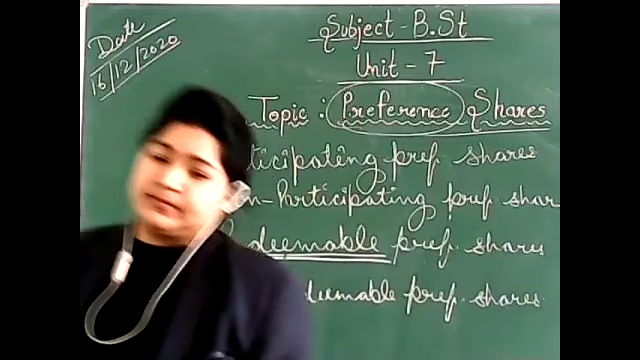 Date
16/12/2020
Subject - B.St
Unit - 7
Topic : Preference Shares
ticipating pref. shares
n-Participating pref. shar
deemable pref. shares
deemable pref. shares